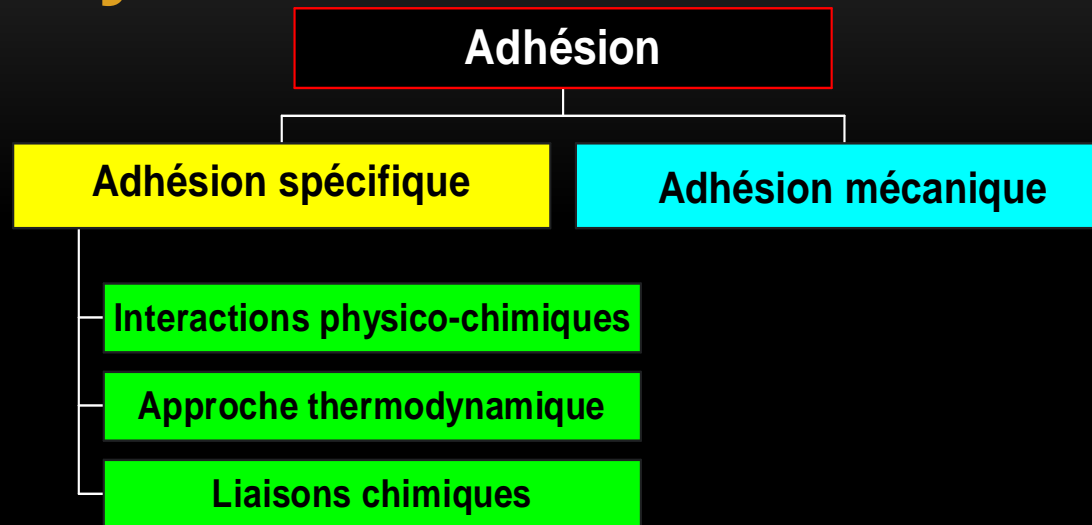 Adhésion
Adhésion spécifique
Adhésion mécanique
Interactions physico-chimiques
Approche thermodynamique
Liaisons chimiques